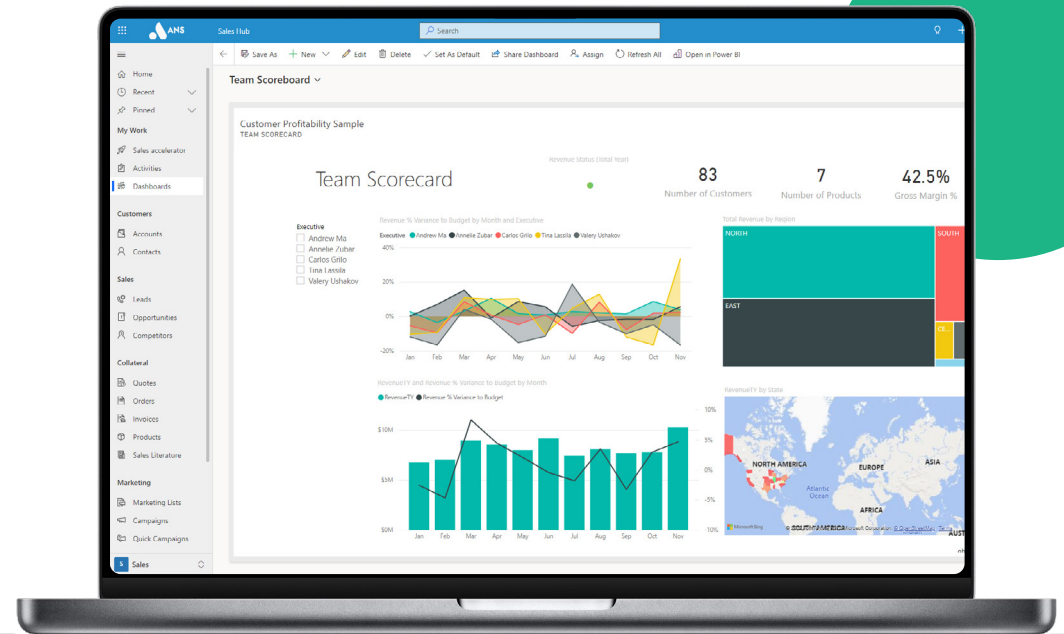 ANS
Sales Hub
Search
Save As
New
Edit
Delete
Set As Default
Share Dashboard
Assign
Refresh All
Open in Power BI
Home
Recent
Pinned
My Work
Sales accelerator
Activities
Dashboards
Customers
Accounts
Contacts
Sales
Leads
Opportunities
Competitors
Collateral
Quotes
Orders
Invoices
Products
Sales Literature
Marketing
Marketing Lists
Campaigns
Quick Campaigns
S Sales
Team Scoreboard
Customer Profitability Sample
TEAM SCORECARD
Team Scorecard
Revenue Status (Total Year)
83
Number of Customers
7
Number of Products
42.5%
Gross Margin %
Executive
Andrew Ma
Annelie Zubar
Carlos Grilo
Tina Lassila
Valery Ushakov
Revenue % Variance to Budget by Month and Executive
Executive Andrew Ma Annelie Zubar Carlos Grilo Tina Lassila Valery Ushakov
40%
20%
0%
-20%
Jan Feb Mar Apr May Jun Jul Aug Sep Oct Nov
Total Revenue by Region
NORTH
SOUTH
EAST
CE...
RevenueTY and Revenue % Variance to Budget by Month
RevenueTY Revenue % Variance to Budget
$10M
$5M
$0M
10%
5%
0%
-5%
10%
Jan Feb Mar Apr May Jun Jul Aug Sep Oct Nov
RevenueTY by State
NORTH AMERICA
EUROPE
ASIA
Atlantic
Ocean
AFRICA
SOUTH AMERICA
Microsoft Bing
Microsoft Corporation
© OpenStreetMap
AUST